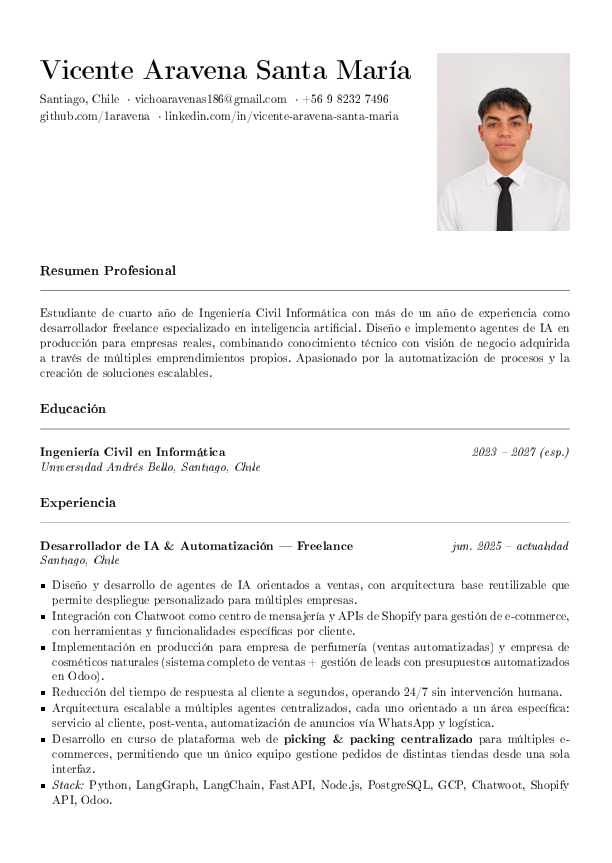 Vicente Aravena Santa María
Santiago, Chile · vichoaravenas186@gmail.com · +56 9 8232 7496
github.com/1aravena · linkedin.com/in/vicente-aravena-santa-maria
Resumen Profesional
Estudiante de cuarto año de Ingeniería Civil Informática con más de un año de experiencia como
desarrollador freelance especializado en inteligencia artificial. Diseño e implemento agentes de IA en
producción para empresas reales, combinando conocimiento técnico con visión de negocio adquirida
a través de múltiples emprendimientos propios. Apasionado por la automatización de procesos y la
creación de soluciones escalables.
Educación
Ingeniería Civil en Informática 2023 – 2027 (esp.)
Universidad Andrés Bello, Santiago, Chile
Experiencia
Desarrollador de IA & Automatización — Freelance jun. 2025 – actualidad
Santiago, Chile
▪ Diseño y desarrollo de agentes de IA orientados a ventas, con arquitectura base reutilizable que
permite despliegue personalizado para múltiples empresas.
▪ Integración con Chatwoot como centro de mensajería y APIs de Shopify para gestión de e-commerce,
con herramientas y funcionalidades específicas por cliente.
▪ Implementación en producción para empresa de perfumería (ventas automatizadas) y empresa de
cosméticos naturales (sistema completo de ventas + gestión de leads con presupuestos automatizados
en Odoo).
▪ Reducción del tiempo de respuesta al cliente a segundos, operando 24/7 sin intervención humana.
▪ Arquitectura escalable a múltiples agentes centralizados, cada uno orientado a un área específica:
servicio al cliente, post-venta, automatización de anuncios vía WhatsApp y logística.
▪ Desarrollo en curso de plataforma web de picking & packing centralizado para múltiples e-
commerces, permitiendo que un único equipo gestione pedidos de distintas tiendas desde una sola
interfaz.
▪ Stack: Python, LangGraph, LangChain, FastAPI, Node.js, PostgreSQL, GCP, Chatwoot, Shopify
API, Odoo.